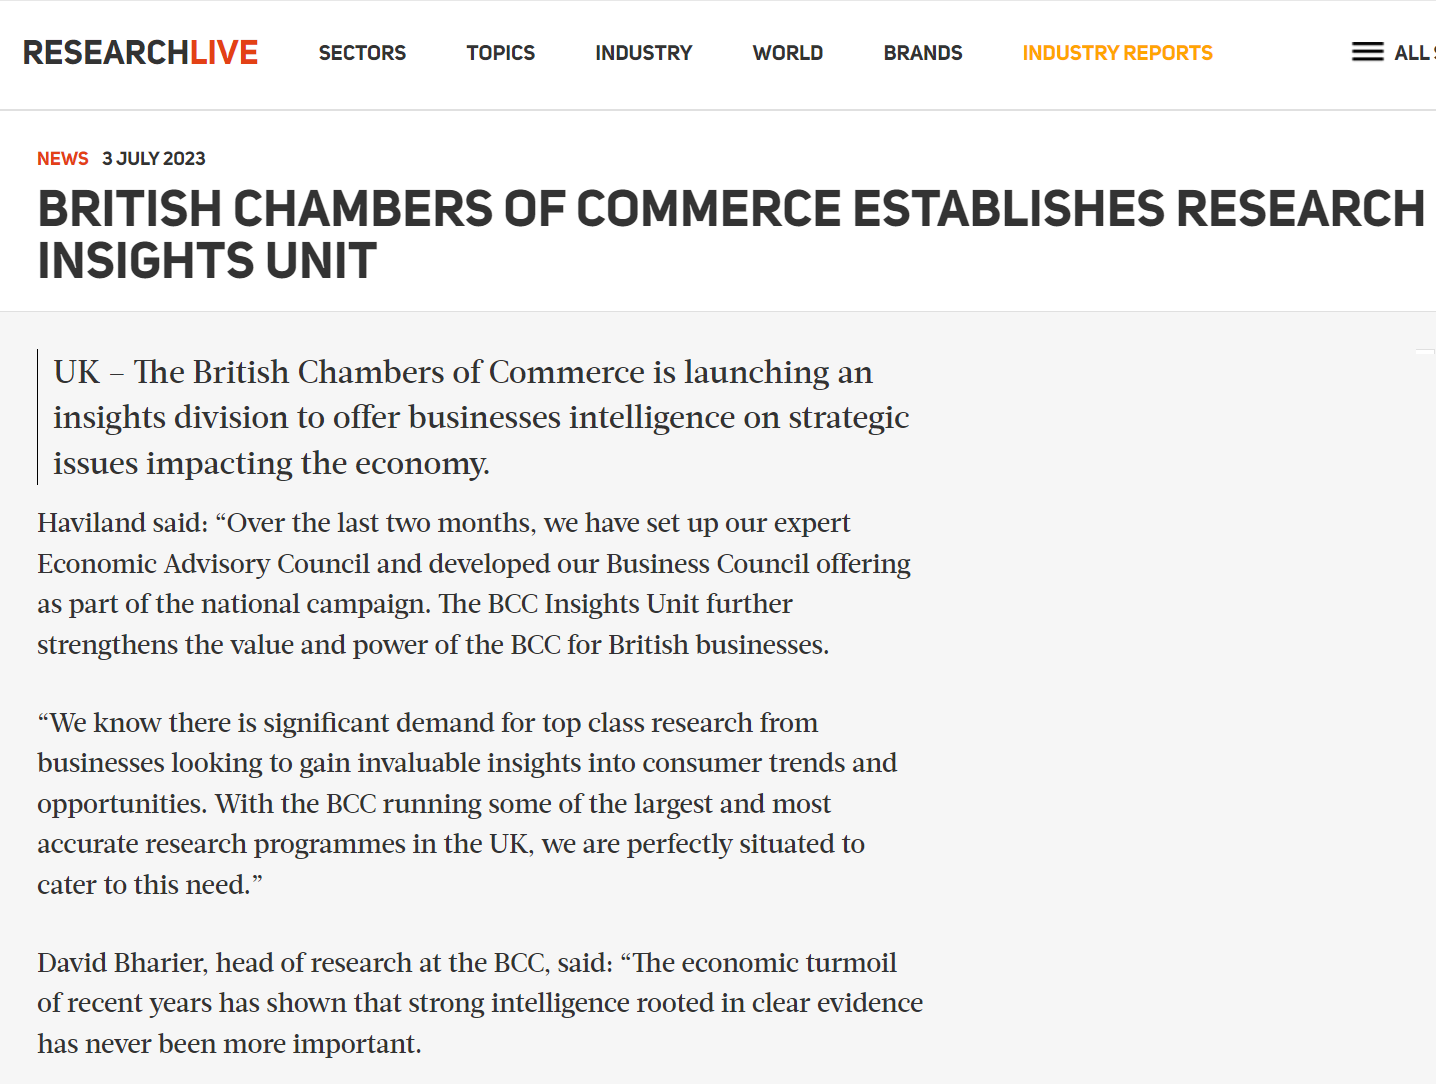 RESEARCHLIVE SECTORS TOPICS INDUSTRY WORLD BRANDS INDUSTRY REPORTS ALL
NEWS 3 JULY 2023
BRITISH CHAMBERS OF COMMERCE ESTABLISHES RESEARCH
INSIGHTS UNIT
UK – The British Chambers of Commerce is launching an
insights division to offer businesses intelligence on strategic
issues impacting the economy.
Haviland said: “Over the last two months, we have set up our expert
Economic Advisory Council and developed our Business Council offering
as part of the national campaign. The BCC Insights Unit further
strengthens the value and power of the BCC for British businesses.
“We know there is significant demand for top class research from
businesses looking to gain invaluable insights into consumer trends and
opportunities. With the BCC running some of the largest and most
accurate research programmes in the UK, we are perfectly situated to
cater to this need.”
David Bharier, head of research at the BCC, said: “The economic turmoil
of recent years has shown that strong intelligence rooted in clear evidence
has never been more important.